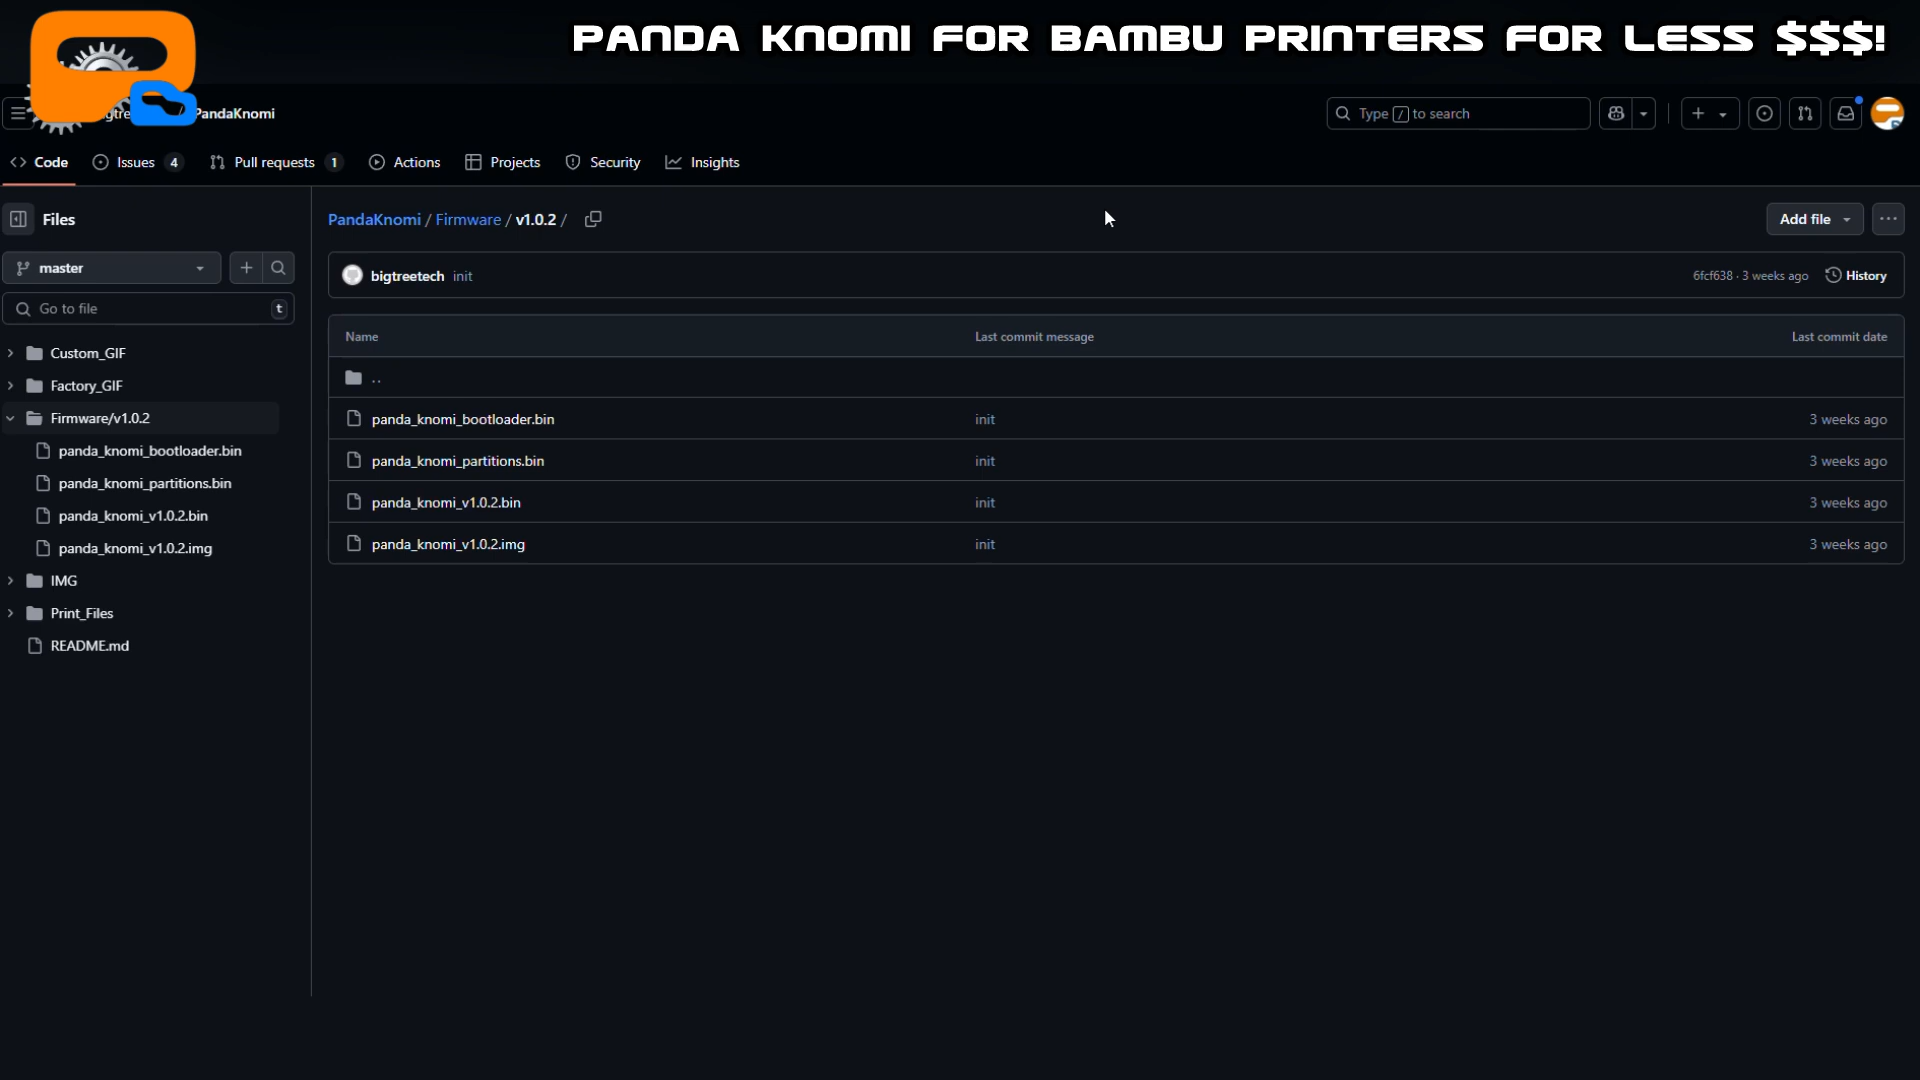 PANDA KNOMI FOR BAMBU PRINTERS FOR LESS $$$!
PandaKnomi
Type / to search
Code
Issues 4
Pull requests 1
Actions
Projects
Security
Insights
Files
PandaKnomi / Firmware / v1.0.2 /
Add file
master
bigtreetech init
6fcf638 · 3 weeks ago
History
Go to file
t
Name
Last commit message
Last commit date
Custom_GIF
Factory_GIF
Firmware/v1.0.2
panda_knomi_bootloader.bin
panda_knomi_partitions.bin
panda_knomi_v1.0.2.bin
panda_knomi_v1.0.2.img
IMG
Print_Files
README.md
..
panda_knomi_bootloader.bin init 3 weeks ago
panda_knomi_partitions.bin init 3 weeks ago
panda_knomi_v1.0.2.bin init 3 weeks ago
panda_knomi_v1.0.2.img init 3 weeks ago